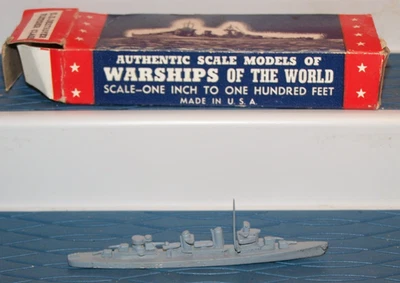 AUTHENTIC SCALE MODELS OF
WARSHIPS OF THE WORLD
SCALE—ONE INCH TO ONE HUNDRED FEET
MADE IN U.S.A.